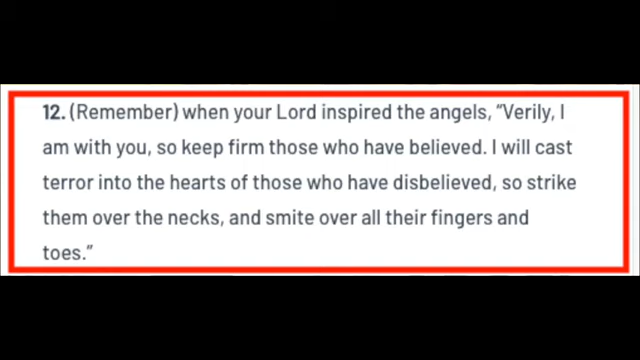 12. (Remember) when your Lord inspired the angels, “Verily, I
am with you, so keep firm those who have believed. I will cast
terror into the hearts of those who have disbelieved, so strike
them over the necks, and smite over all their fingers and
toes.”